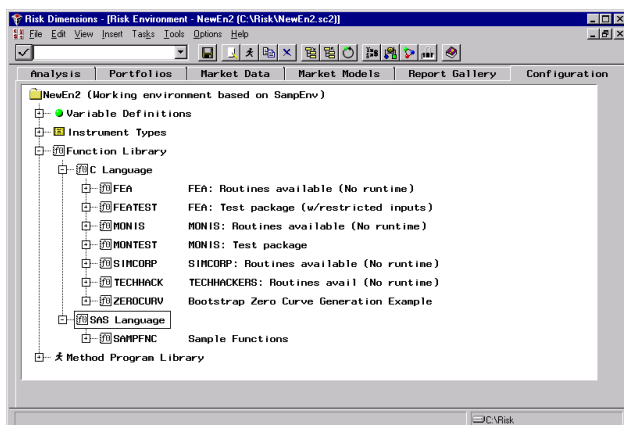 Risk Dimensions - [Risk Environment - NewEn2 (C:\Risk\NewEn2.sc2)]
File Edit View Insert Tasks Tools Options Help
Analysis Portfolios Market Data Market Models Report Gallery Configuration
NewEn2 (Working environment based on SampEnv)
Variable Definitions
Instrument Types
Function Library
C Language
FEA FEA: Routines available (No runtime)
FEATEST FEA: Test package (w/restricted inputs)
MONIS MONIS: Routines available (No runtime)
MONTEST MONIS: Test package
SIMCORP SIMCORP: Routines available (No runtime)
TECHHACK TECHHACKERS: Routines avail (No runtime)
ZEROCURV Bootstrap Zero Curve Generation Example
SAS Language
SAMPFNC Sample Functions
Method Program Library
C:\Risk